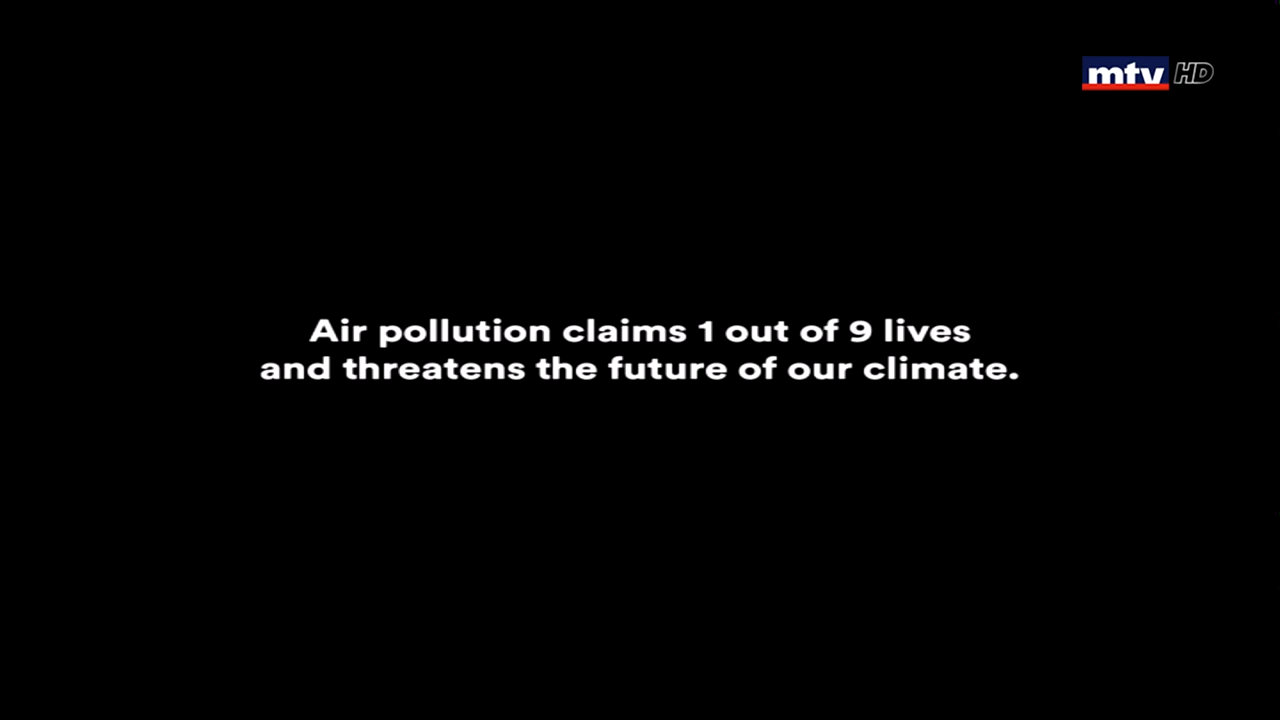 mtv HD
Air pollution claims 1 out of 9 lives
and threatens the future of our climate.